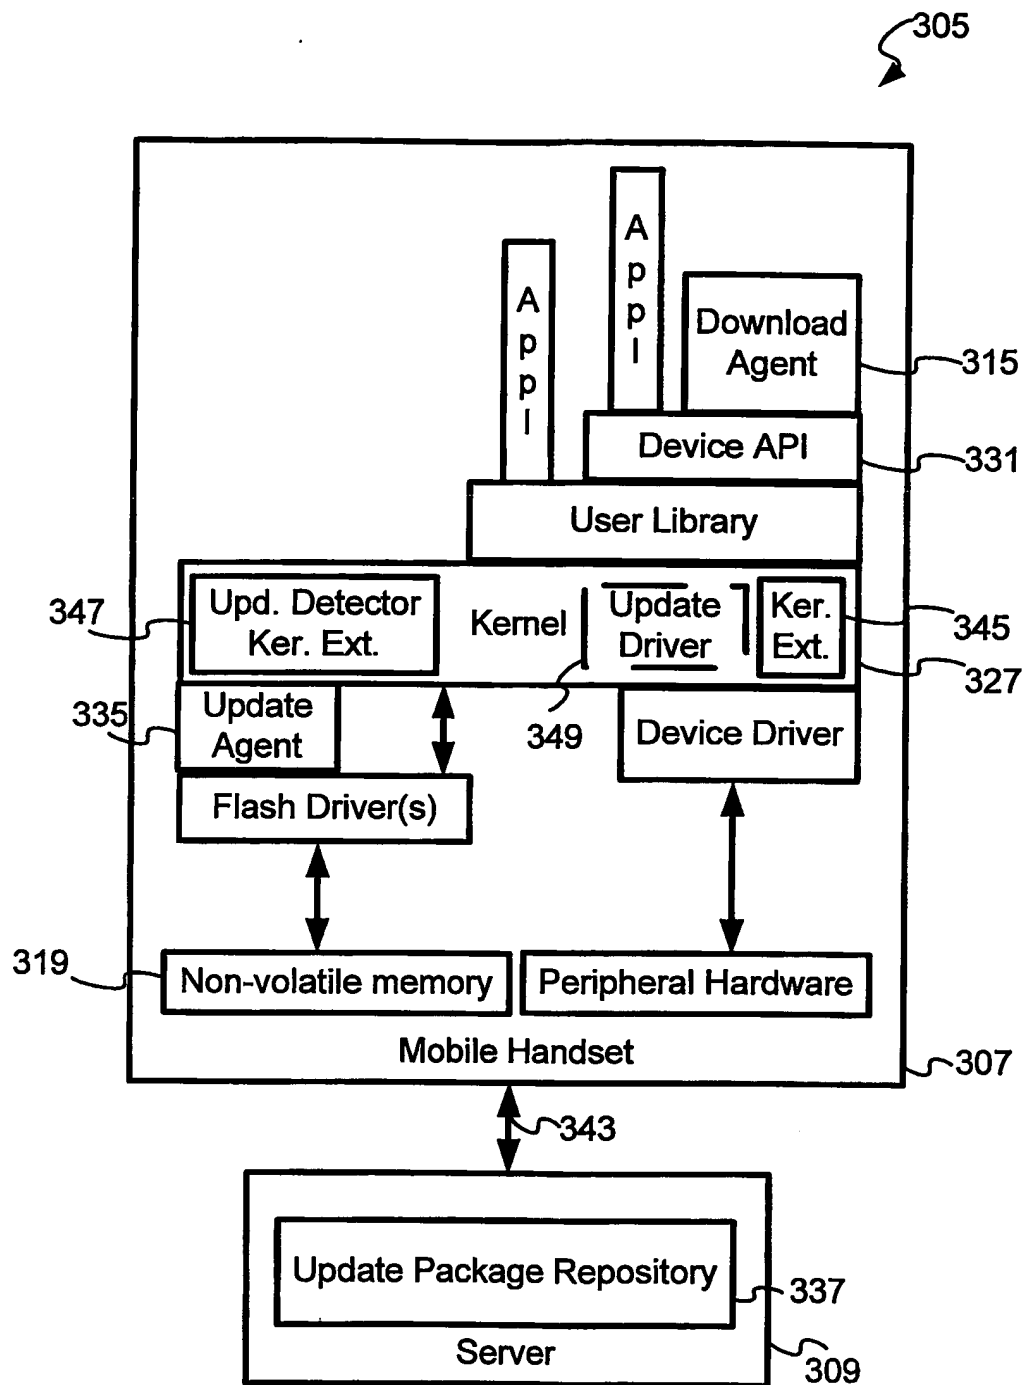 305
A
p
p
l
A
p
p
l
Download
Agent
315
Device API
331
User Library
347
Upd. Detector
Ker. Ext.
Kernel
Update
Driver
Ker.
Ext.
345
327
335
Update
Agent
349
Device Driver
Flash Driver(s)
319
Non-volatile memory
Peripheral Hardware
Mobile Handset
307
343
Update Package Repository
337
Server
309